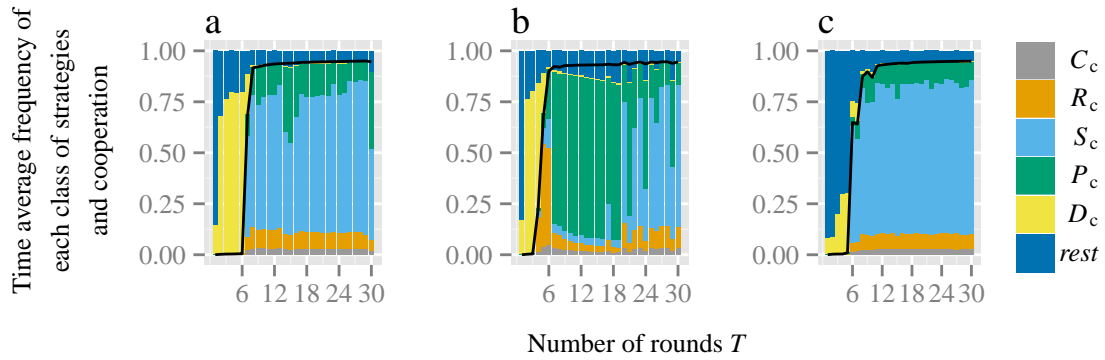 a
b
c
Time average frequency of
each class of strategies
and cooperation
1.00
0.75
0.50
0.25
0.00
1.00
0.75
0.50
0.25
0.00
1.00
0.75
0.50
0.25
0.00
6 12 18 24 30
6 12 18 24 30
6 12 18 24 30
Number of rounds T
Cc
Rc
Sc
Pc
Dc
rest